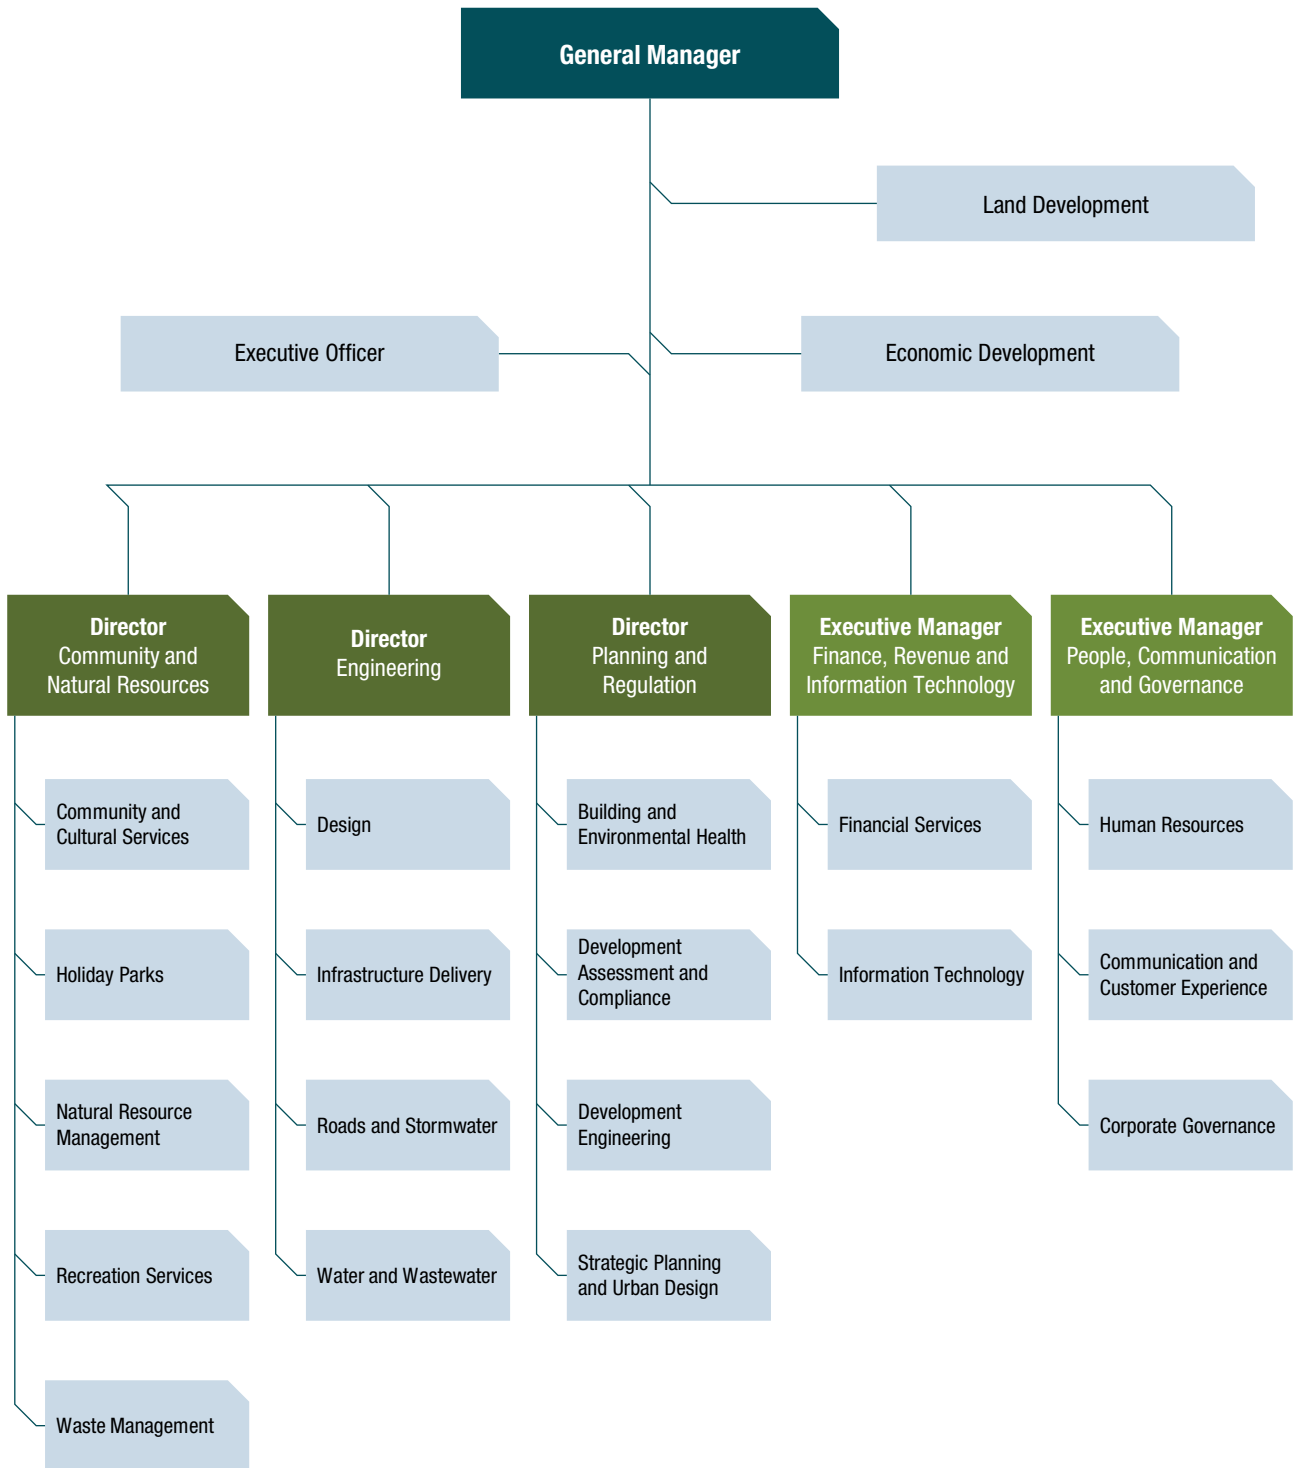 General Manager
Land Development
Executive Officer
Economic Development
Director
Community and
Natural Resources
Director
Engineering
Director
Planning and
Regulation
Executive Manager
Finance, Revenue and
Information Technology
Executive Manager
People, Communication
and Governance
Community and
Cultural Services
Holiday Parks
Natural Resource
Management
Recreation Services
Waste Management
Design
Infrastructure Delivery
Roads and Stormwater
Water and Wastewater
Building and
Environmental Health
Development
Assessment and
Compliance
Development
Engineering
Strategic Planning
and Urban Design
Financial Services
Information Technology
Human Resources
Communication and
Customer Experience
Corporate Governance